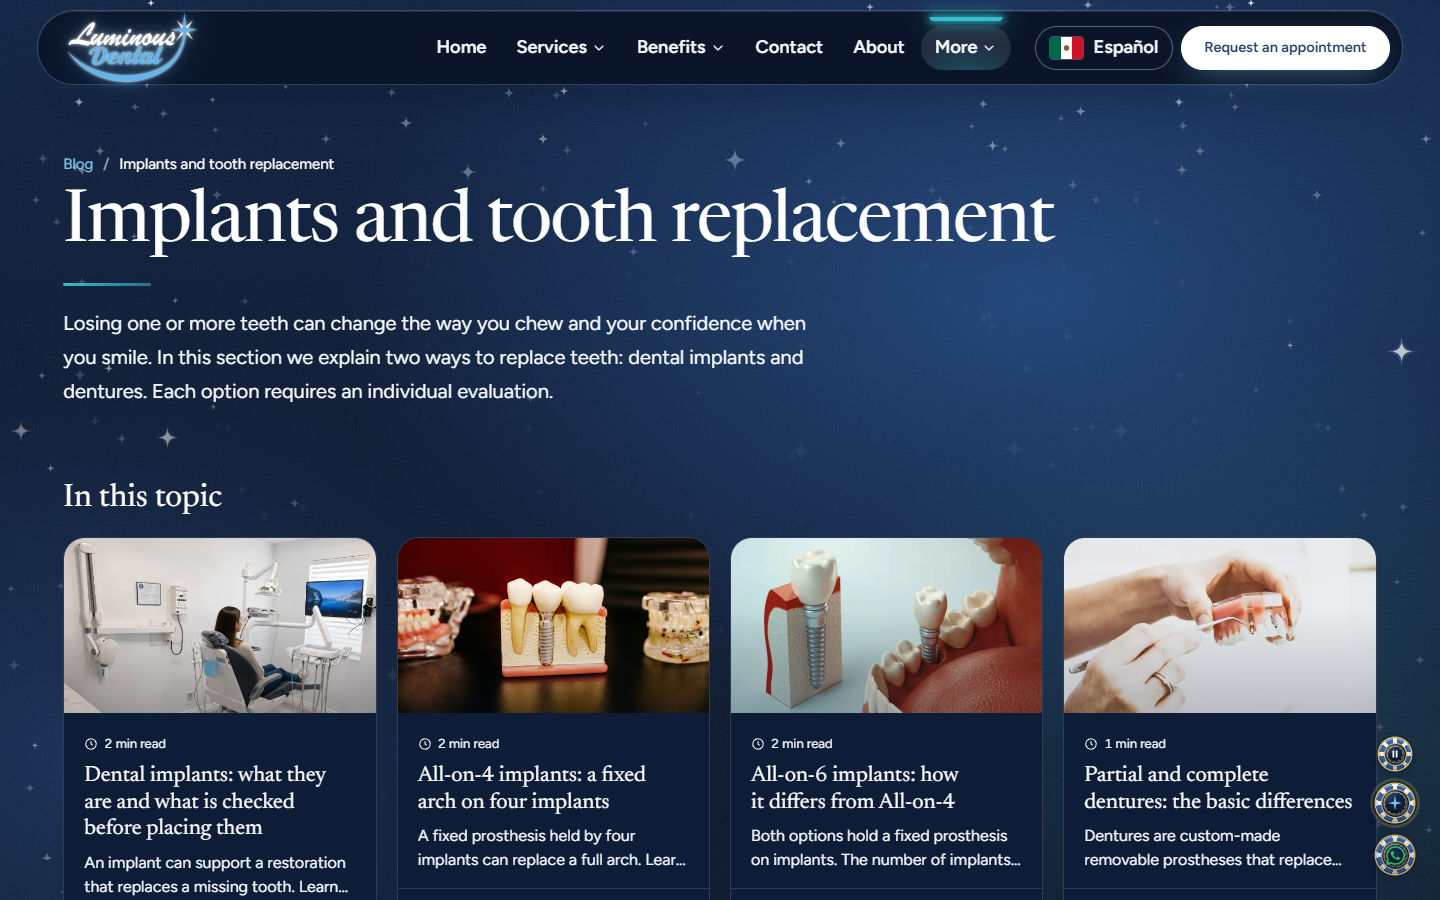 Luminous
Dental
Home
Services
Benefits
Contact
About
More
Español
Request an appointment
Blog / Implants and tooth replacement
Implants and tooth replacement
Losing one or more teeth can change the way you chew and your confidence when
you smile. In this section we explain two ways to replace teeth: dental implants and
dentures. Each option requires an individual evaluation.
In this topic
2 min read
Dental implants: what they
are and what is checked
before placing them
An implant can support a restoration
that replaces a missing tooth. Learn...
2 min read
All-on-4 implants: a fixed
arch on four implants
A fixed prosthesis held by four
implants can replace a full arch. Lear...
2 min read
All-on-6 implants: how
it differs from All-on-4
Both options hold a fixed prosthesis
on implants. The number of implants...
1 min read
Partial and complete
dentures: the basic differences
Dentures are custom-made
removable prostheses that replace...